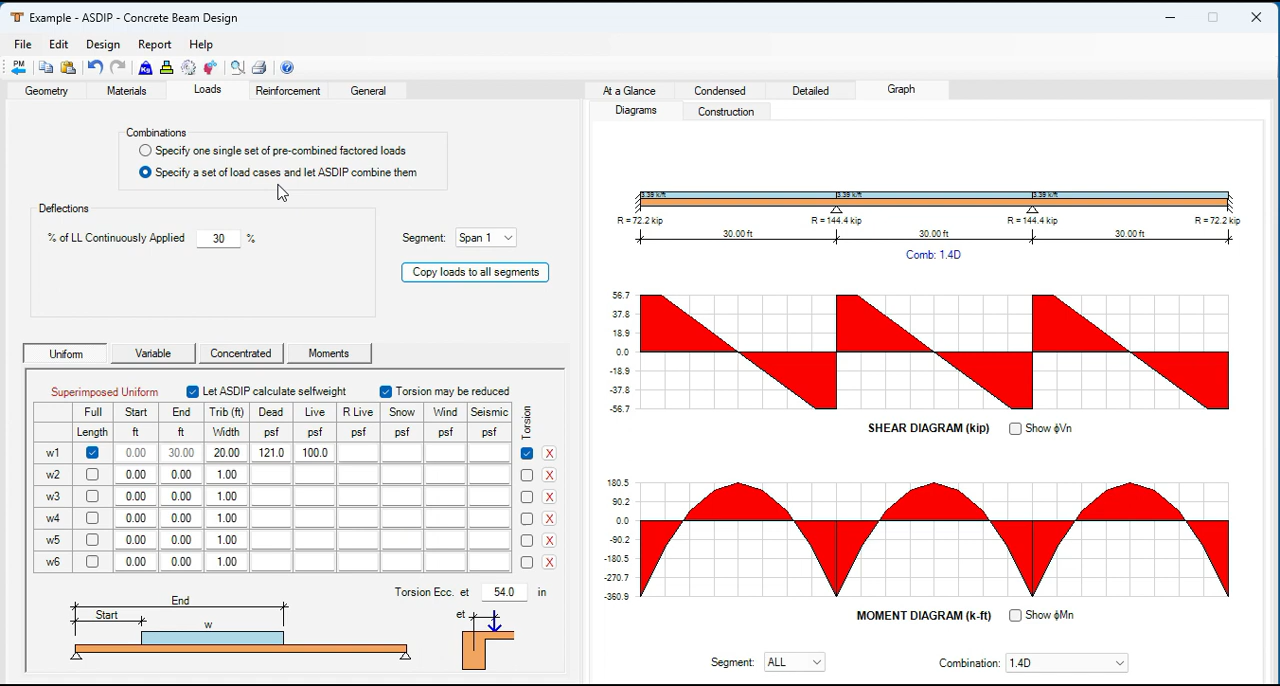 Example - ASDIP - Concrete Beam Design
File Edit Design Report Help
PM Kg
Geometry Materials Loads Reinforcement General
Combinations
Specify one single set of pre-combined factored loads
Specify a set of load cases and let ASDIP combine them
Deflections
% of LL Continuously Applied 30 %
Segment: Span 1
Copy loads to all segments
Uniform Variable Concentrated Moments
Superimposed Uniform Let ASDIP calculate selfweight Torsion may be reduced
Full Start End Trib (ft) Dead Live R Live Snow Wind Seismic Torsion
Length ft ft Width psf psf psf psf psf psf
w1 0.00 30.00 20.00 121.0 100.0 X
w2 0.00 0.00 1.00 X
w3 0.00 0.00 1.00 X
w4 0.00 0.00 1.00 X
w5 0.00 0.00 1.00 X
w6 0.00 0.00 1.00 X
Torsion Ecc. et 54.0 in
End
Start
w
et
At a Glance Condensed Detailed Graph
Diagrams Construction
3.39 k/ft 3.39 k/ft 3.39 k/ft
R = 72.2 kip R = 144.4 kip R = 144.4 kip R = 72.2 kip
30.00 ft 30.00 ft 30.00 ft
Comb: 1.4D
56.7
37.8
18.9
0.0
-18.9
-37.8
-56.7
SHEAR DIAGRAM (kip) Show ϕVn
180.5
90.2
0.0
-90.2
-180.5
-270.7
-360.9
MOMENT DIAGRAM (k-ft) Show ϕMn
Segment: ALL Combination: 1.4D